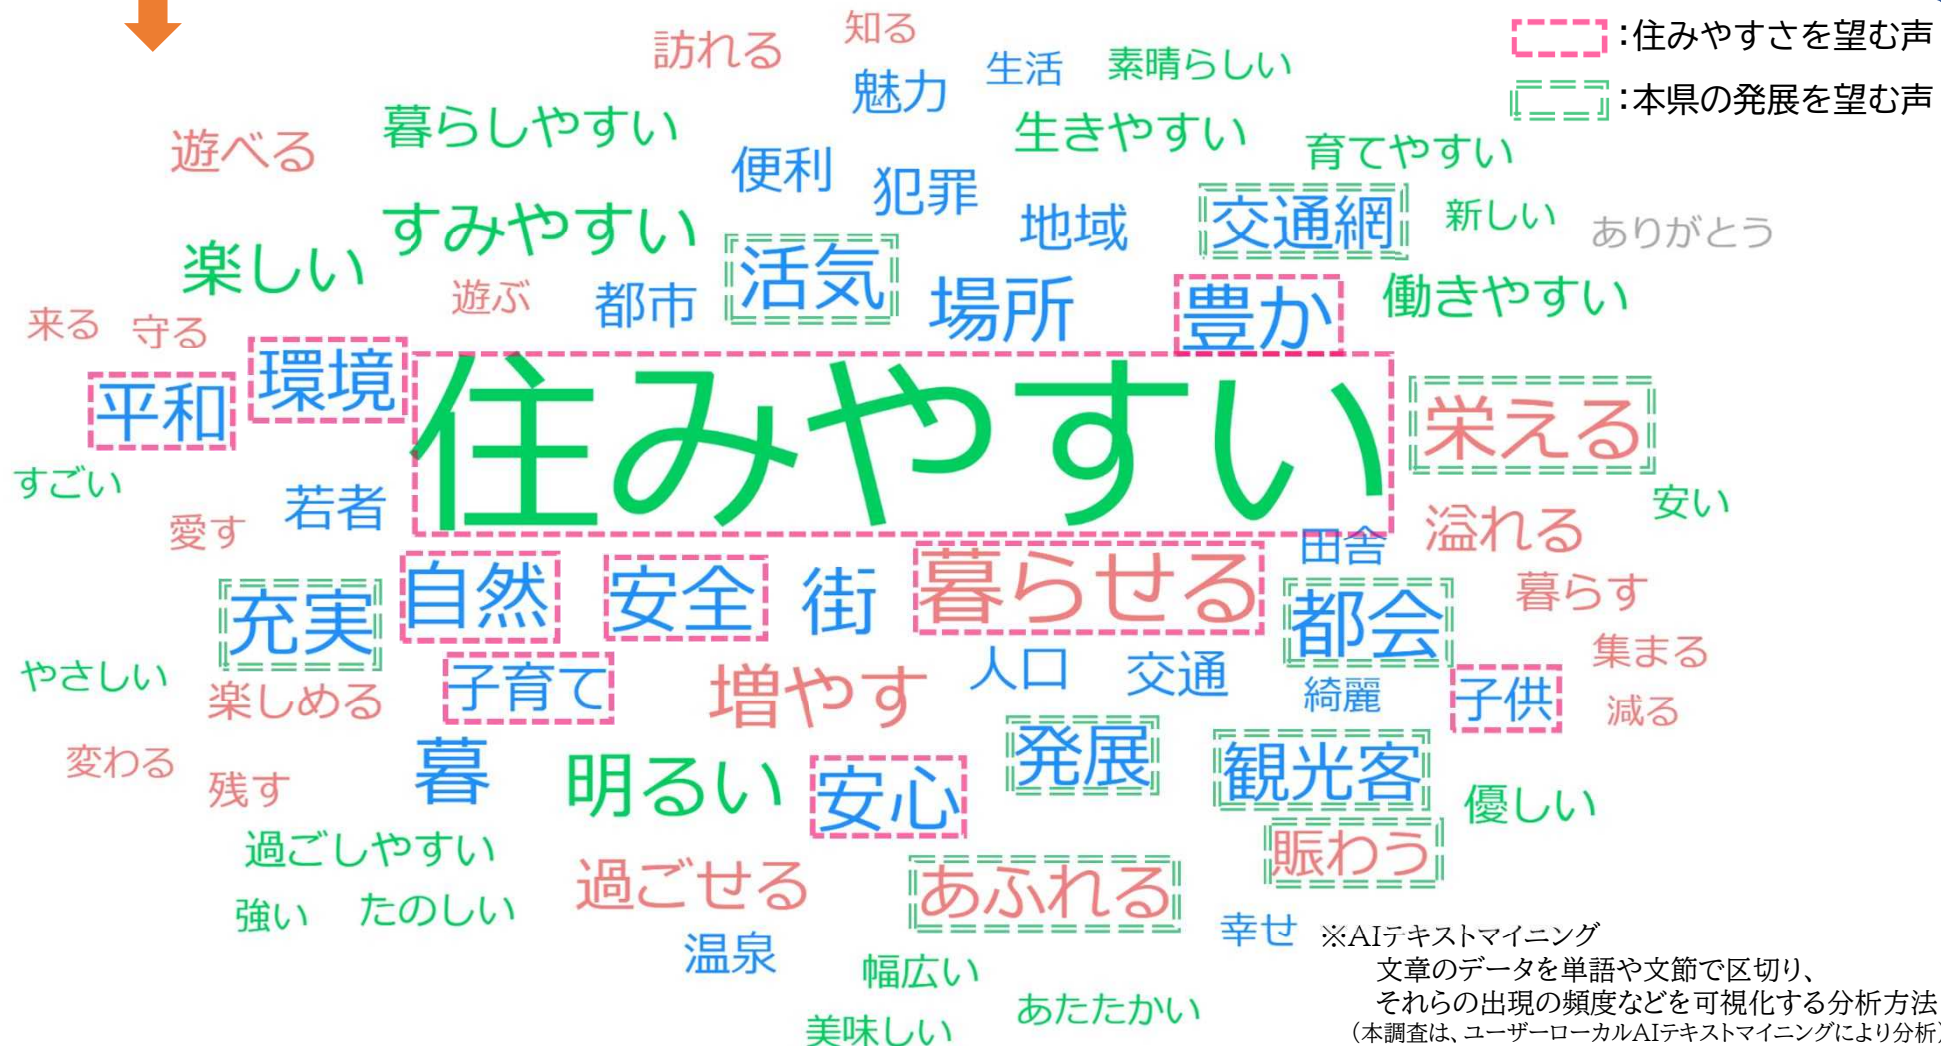 ：住みやすさを望む声
：本県の発展を望む声
知る
訪れる
生活
素晴らしい
魅力
暮らしやすい
生きやすい
遊べる
育てやすい
便利
犯罪
すみやすい
地域
交通網
新しい
ありがとう
楽しい
活気
遊ぶ
都市
場所
豊か
働きやすい
来る
守る
環境
平和
住みやすい
栄える
すごい
若者
愛す
安い
溢れる
田舎
自然
安全
街
暮らせる
暮らす
充実
都会
集まる
やさしい
楽しめる
子育て
増やす
人口
交通
綺麗
子供
減る
変わる
残す
暮
明るい
安心
発展
観光客
優しい
過ごしやすい
賑わう
過ごせる
あふれる
強い
たのしい
幸せ
温泉
幅広い
あたたかい
美味しい
※AIテキストマイニング
文章のデータを単語や文節で区切り、
それらの出現の頻度などを可視化する分析方法
（本調査は、ユーザーローカルAIテキストマイニングにより分析）